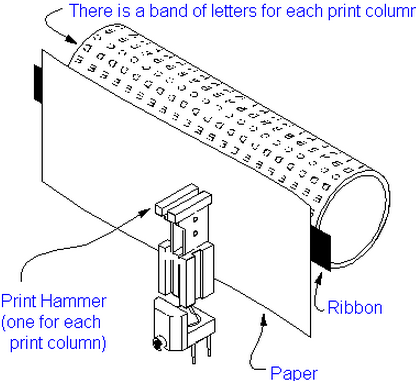 There is a band of letters for each print column
Print Hammer
(one for each
print column)
Ribbon
Paper